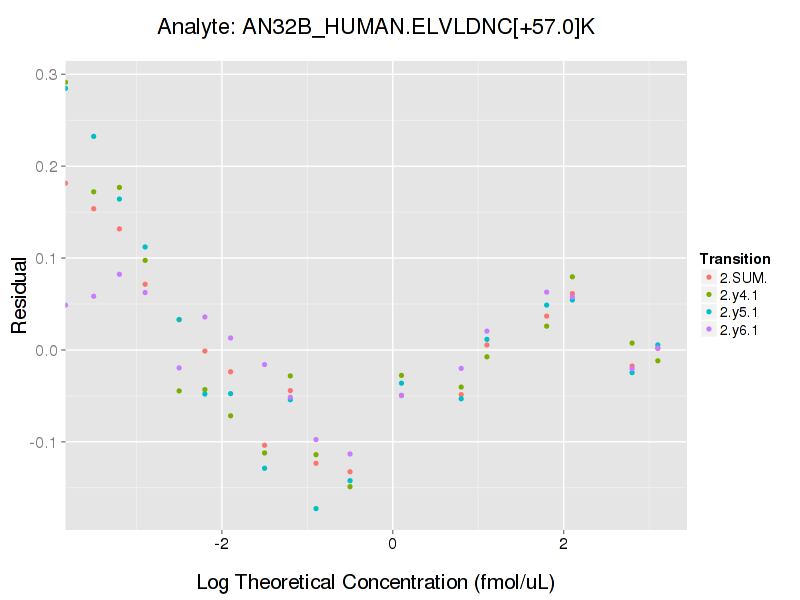 Analyte: AN32B_HUMAN.ELVLDNC[+57.0]K
0.3
0.2
0.1
0.0
-0.1
Residual
-2
0
2
Log Theoretical Concentration (fmol/uL)
Transition
2.SUM.
2.y4.1
2.y5.1
2.y6.1